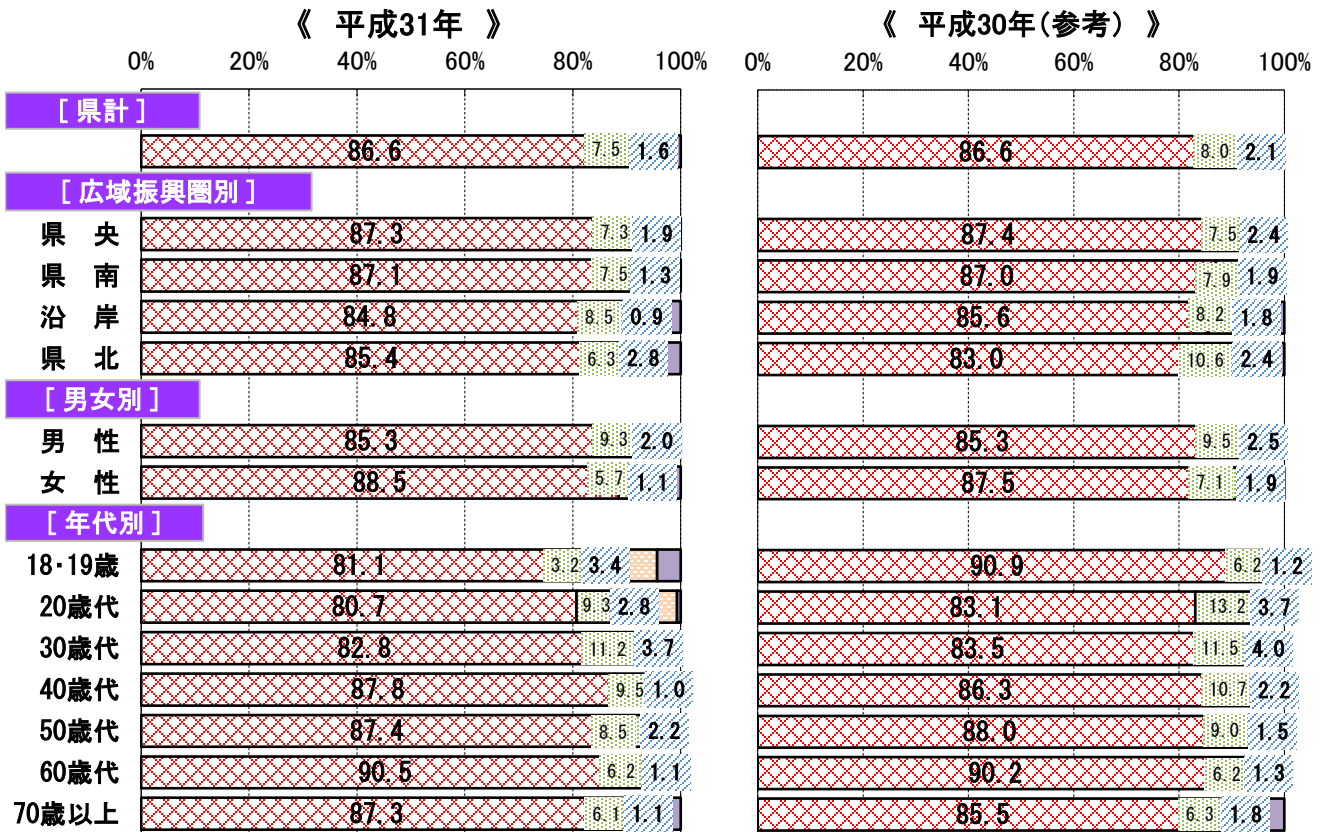 《 平成31年 》 《 平成30年(参考) 》
0% 20% 40% 60% 80% 100% 0% 20% 40% 60% 80% 100%
[ 県計 ]
86.6 7.5 1.6 86.6 8.0 2.1
[ 広域振興圏別 ]
県 央 87.3 7.3 1.9 87.4 7.5 2.4
県 南 87.1 7.5 1.3 87.0 7.9 1.9
沿 岸 84.8 8.5 0.9 85.6 8.2 1.8
県 北 85.4 6.3 2.8 83.0 10.6 2.4
[ 男女別 ]
男 性 85.3 9.3 2.0 85.3 9.5 2.5
女 性 88.5 5.7 1.1 87.5 7.1 1.9
[ 年代別 ]
18・19歳 81.1 3.2 3.4 90.9 6.2 1.2
20歳代 80.7 9.3 2.8 83.1 13.2 3.7
30歳代 82.8 11.2 3.7 83.5 11.5 4.0
40歳代 87.8 9.5 1.0 86.3 10.7 2.2
50歳代 87.4 8.5 2.2 88.0 9.0 1.5
60歳代 90.5 6.2 1.1 90.2 6.2 1.3
70歳以上 87.3 6.1 1.1 85.5 6.3 1.8